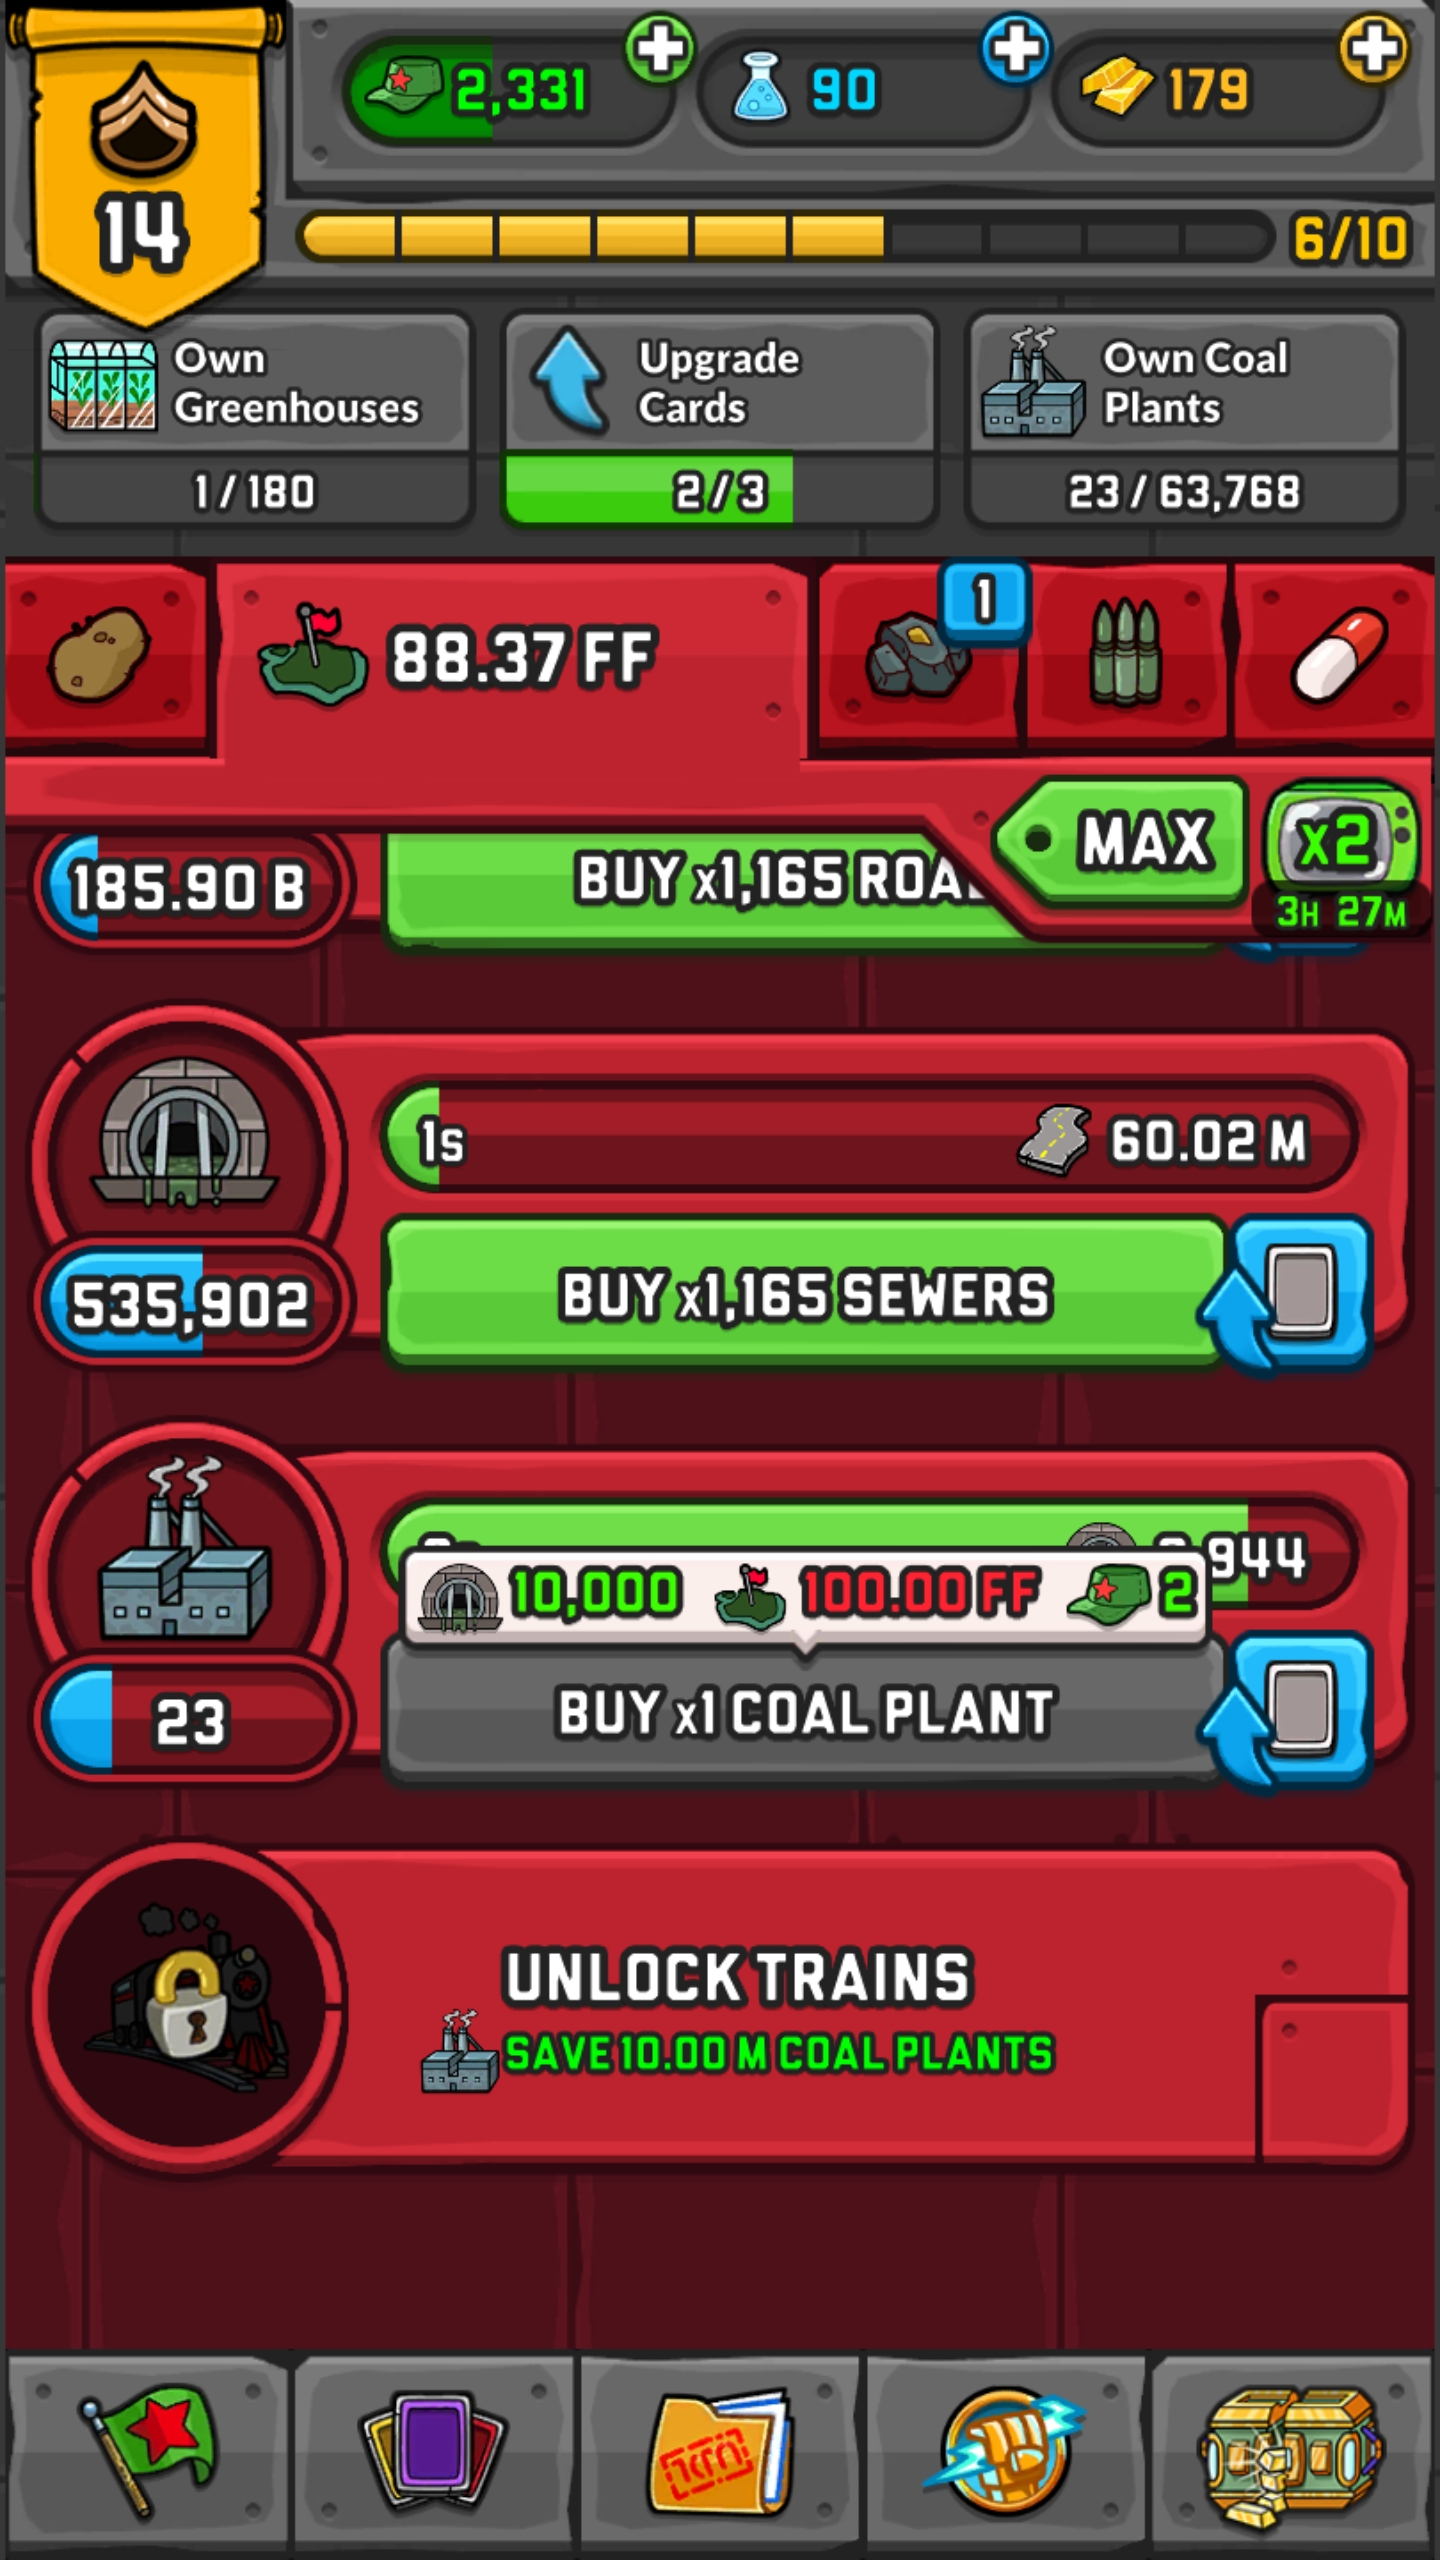 2,331
90
179
14
6/10
Own
Greenhouses
1 / 180
Upgrade
Cards
2 / 3
Own Coal
Plants
23 / 63,768
88.37 FF
1
MAX
x2
3H 27M
185.90 B
BUY x1,165
1s
60.02 M
535,902
BUY x1,165 SEWERS
944
10,000
100.00 FF
2
23
BUY x1 COAL PLANT
UNLOCK TRAINS
SAVE 10.00 M COAL PLANTS